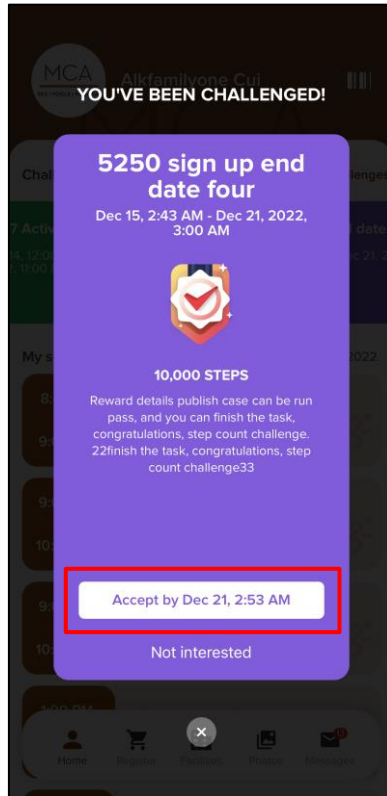 MCA
Alkfamilyone Cui
YOU'VE BEEN CHALLENGED!
5250 sign up end
date four
Dec 15, 2:43 AM - Dec 21, 2022,
3:00 AM
10,000 STEPS
Reward details publish case can be run
pass, and you can finish the task,
congratulations, step count challenge.
22finish the task, congratulations, step
count challenge33
Accept by Dec 21, 2:53 AM
Not interested
Home
Register
Facilities
Photos
Messages